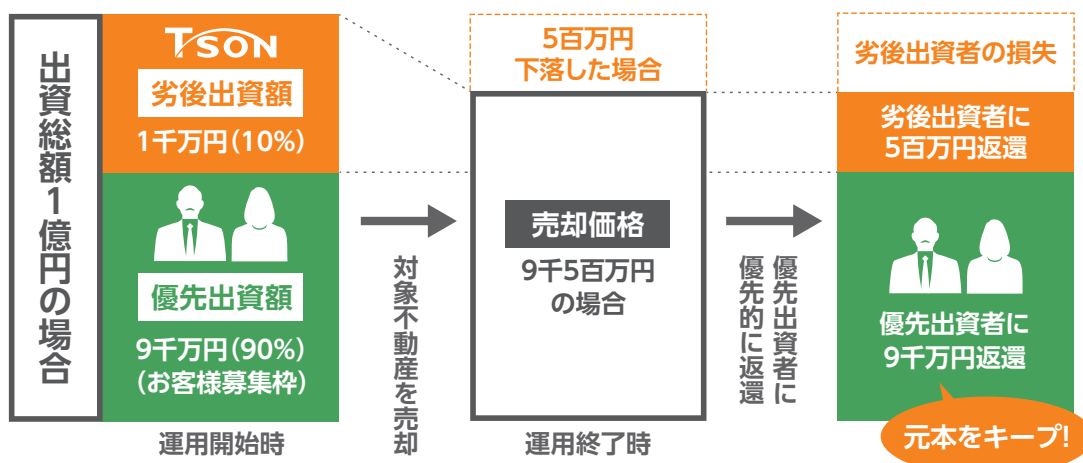 出資総額1億円の場合
TSON
劣後出資額
1千万円(10%)
優先出資額
9千万円(90%)
(お客様募集枠)
運用開始時
対象不動産を売却
5百万円
下落した場合
売却価格
9千5百万円
の場合
運用終了時
優先出資者に
優先的に返還
劣後出資者の損失
劣後出資者に
5百万円返還
優先出資者に
9千万円返還
元本をキープ!